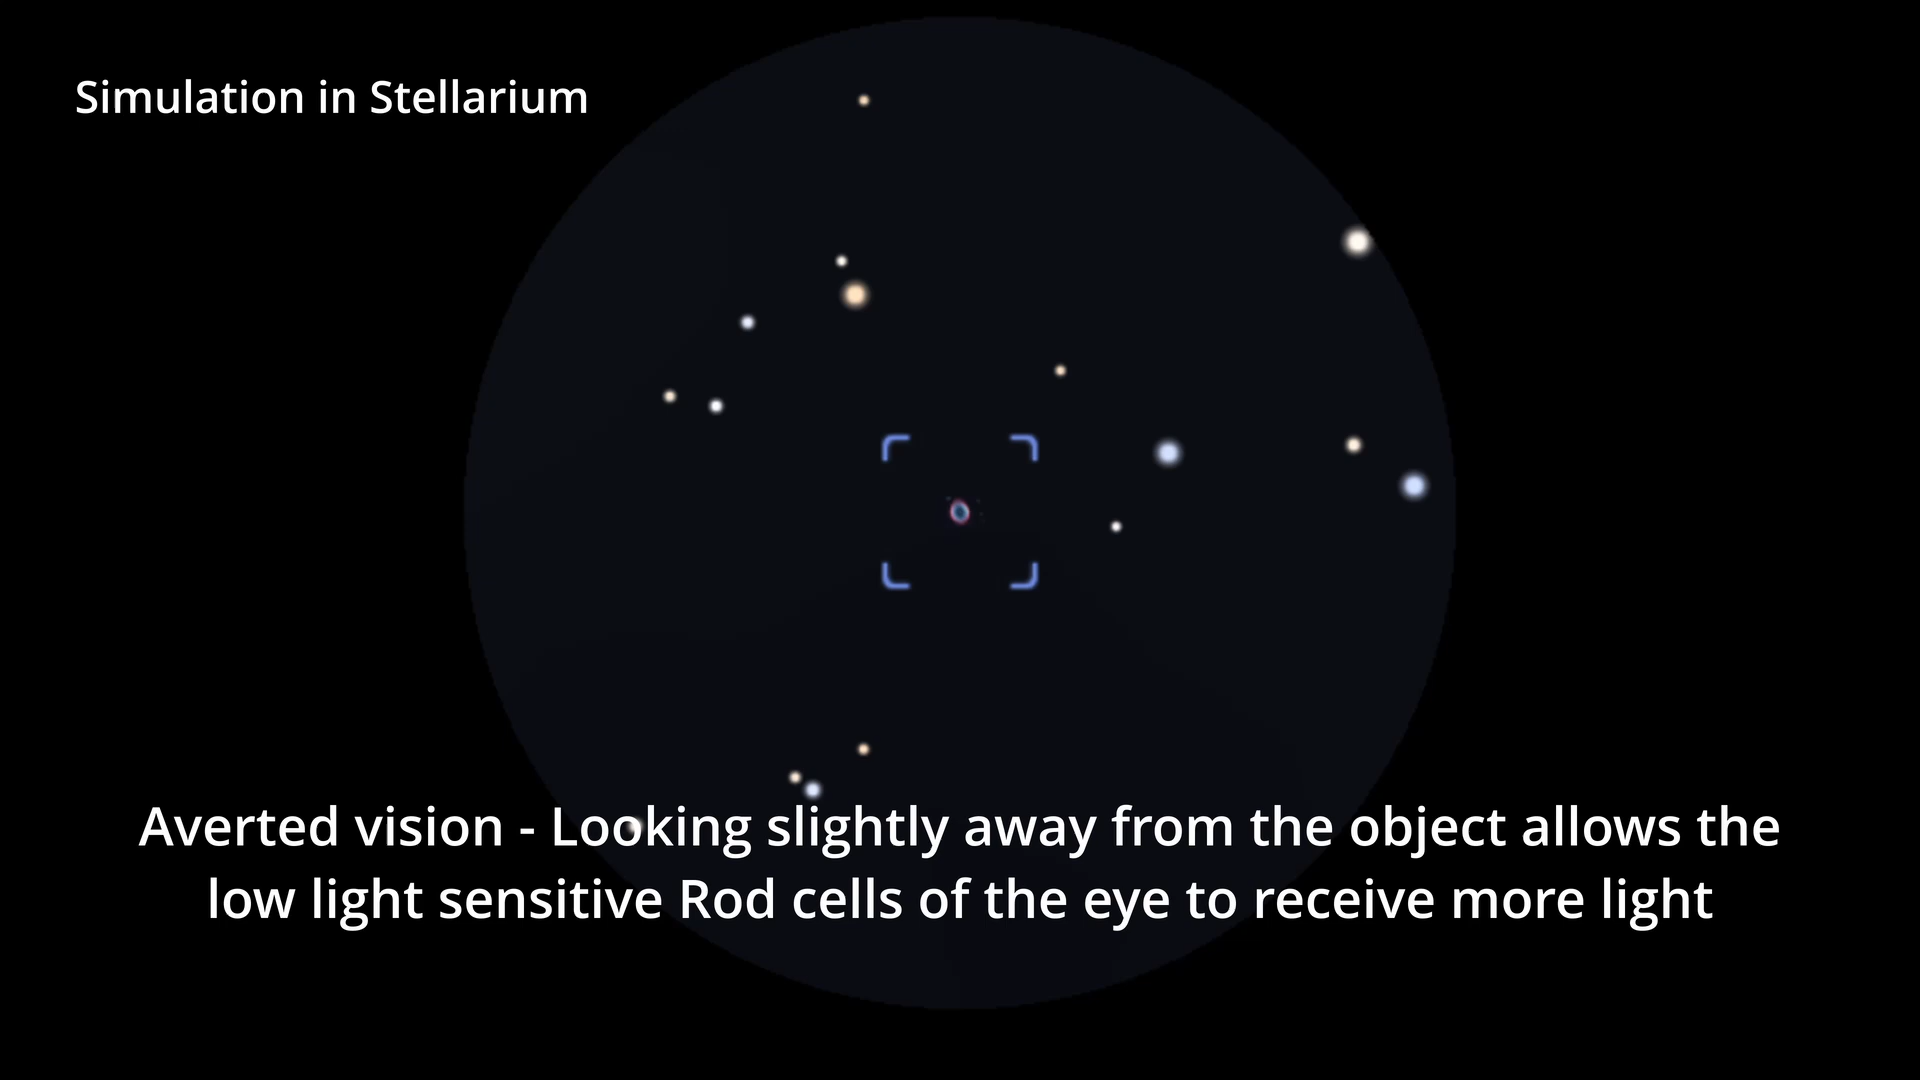 Simulation in Stellarium
Averted vision - Looking slightly away from the object allows the
low light sensitive Rod cells of the eye to receive more light